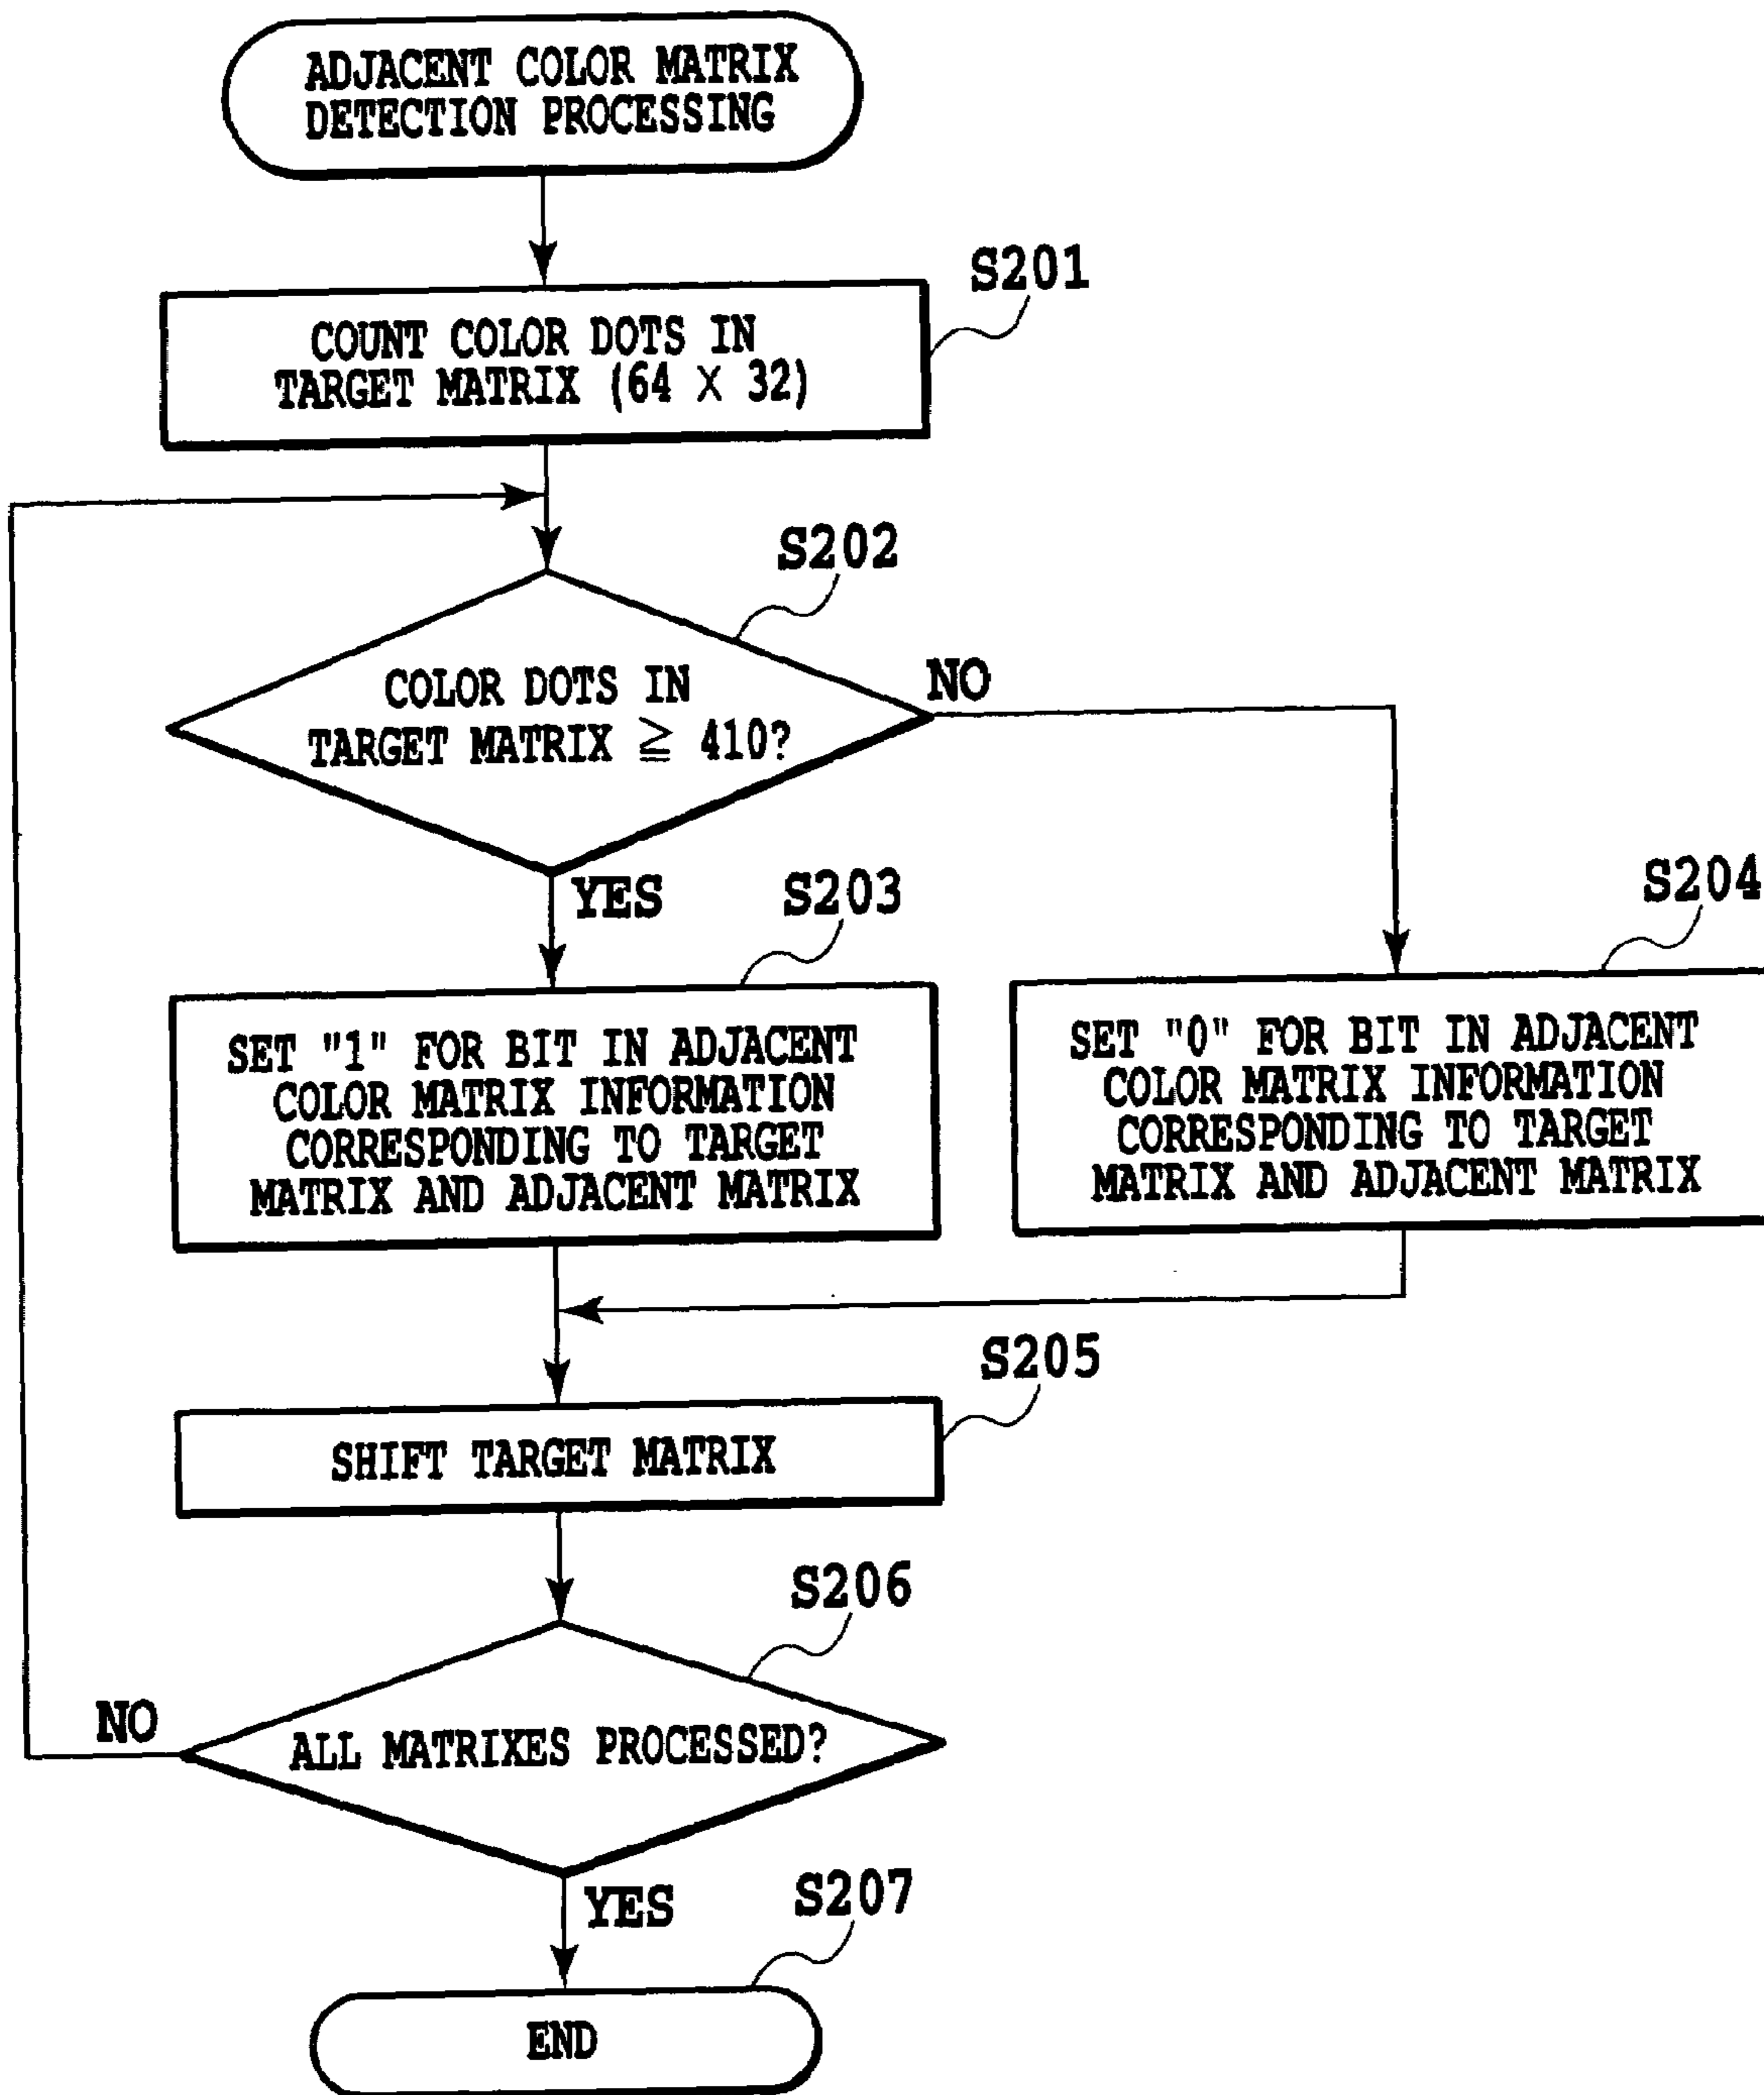 ADJACENT COLOR MATRIX
DETECTION PROCESSING
S201
COUNT COLOR DOTS IN
TARGET MATRIX (64 X 32)
S202
COLOR DOTS IN
TARGET MATRIX ≧ 410?
NO
YES
S203
S204
SET "1" FOR BIT IN ADJACENT
COLOR MATRIX INFORMATION
CORRESPONDING TO TARGET
MATRIX AND ADJACENT MATRIX
SET "0" FOR BIT IN ADJACENT
COLOR MATRIX INFORMATION
CORRESPONDING TO TARGET
MATRIX AND ADJACENT MATRIX
S205
SHIFT TARGET MATRIX
S206
NO
ALL MATRIXES PROCESSED?
YES
S207
END